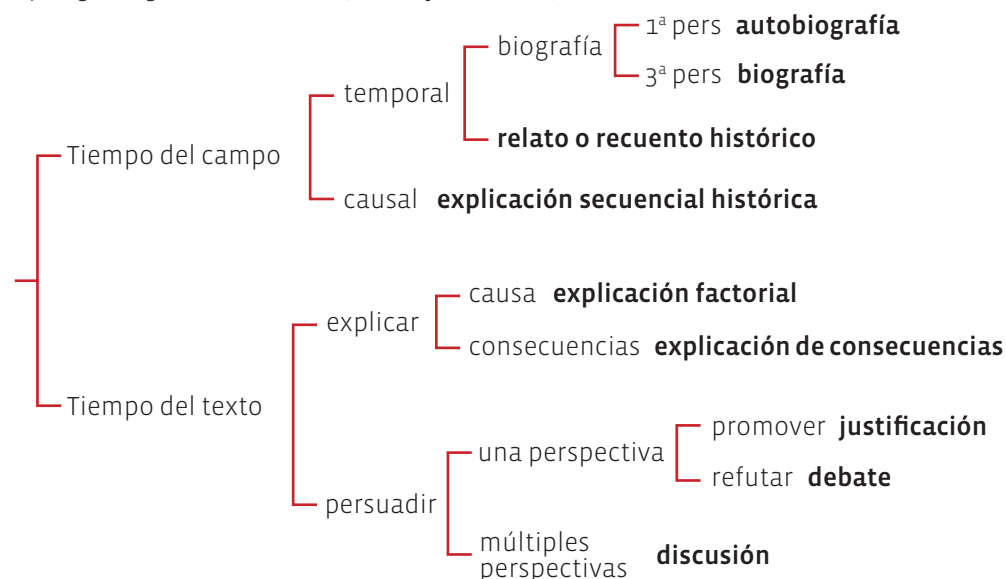 1ª pers autobiografía
biografía
3ª pers biografía
temporal
relato o recuento histórico
Tiempo del campo
causal explicación secuencial histórica
causa explicación factorial
explicar
consecuencias explicación de consecuencias
Tiempo del texto
promover justificación
una perspectiva
refutar debate
persuadir
múltiples
perspectivas discusión